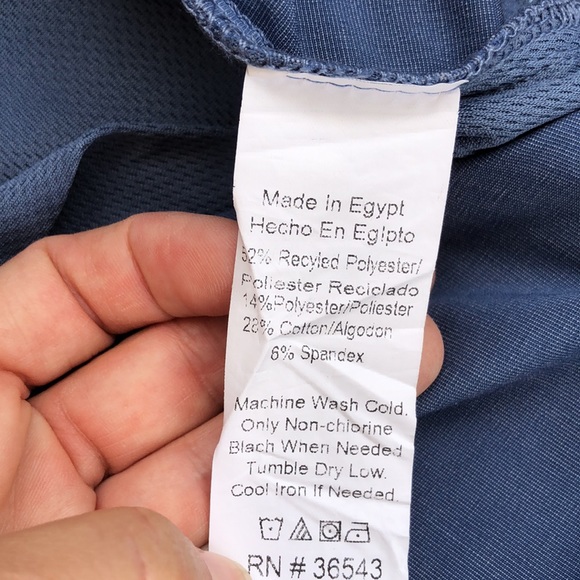 Made in Egypt
Hecho En Egipto
52% Recyled Polyester/
Poliester Reciclado
14%Polyester/Poliester
28% Cotton/Algodon
6% Spandex
Machine Wash Cold.
Only Non-chlorine
Blach When Needed
Tumble Dry Low.
Cool Iron If Needed.
RN # 36543